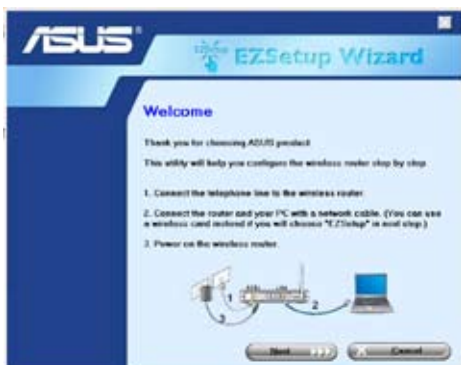 ASUS
EZSetup EZSetup Wizard
Welcome
Thank you for choosing ASUS product
This utility will help you configure the wireless router step by step.
1. Connect the telephone line to the wireless router.
2. Connect the router and your PC with a network cable. (You can use
a wireless card instead if you will choose "EZSetup" in next step.)
3. Power on the wireless router.
1
2
3
Next
Cancel